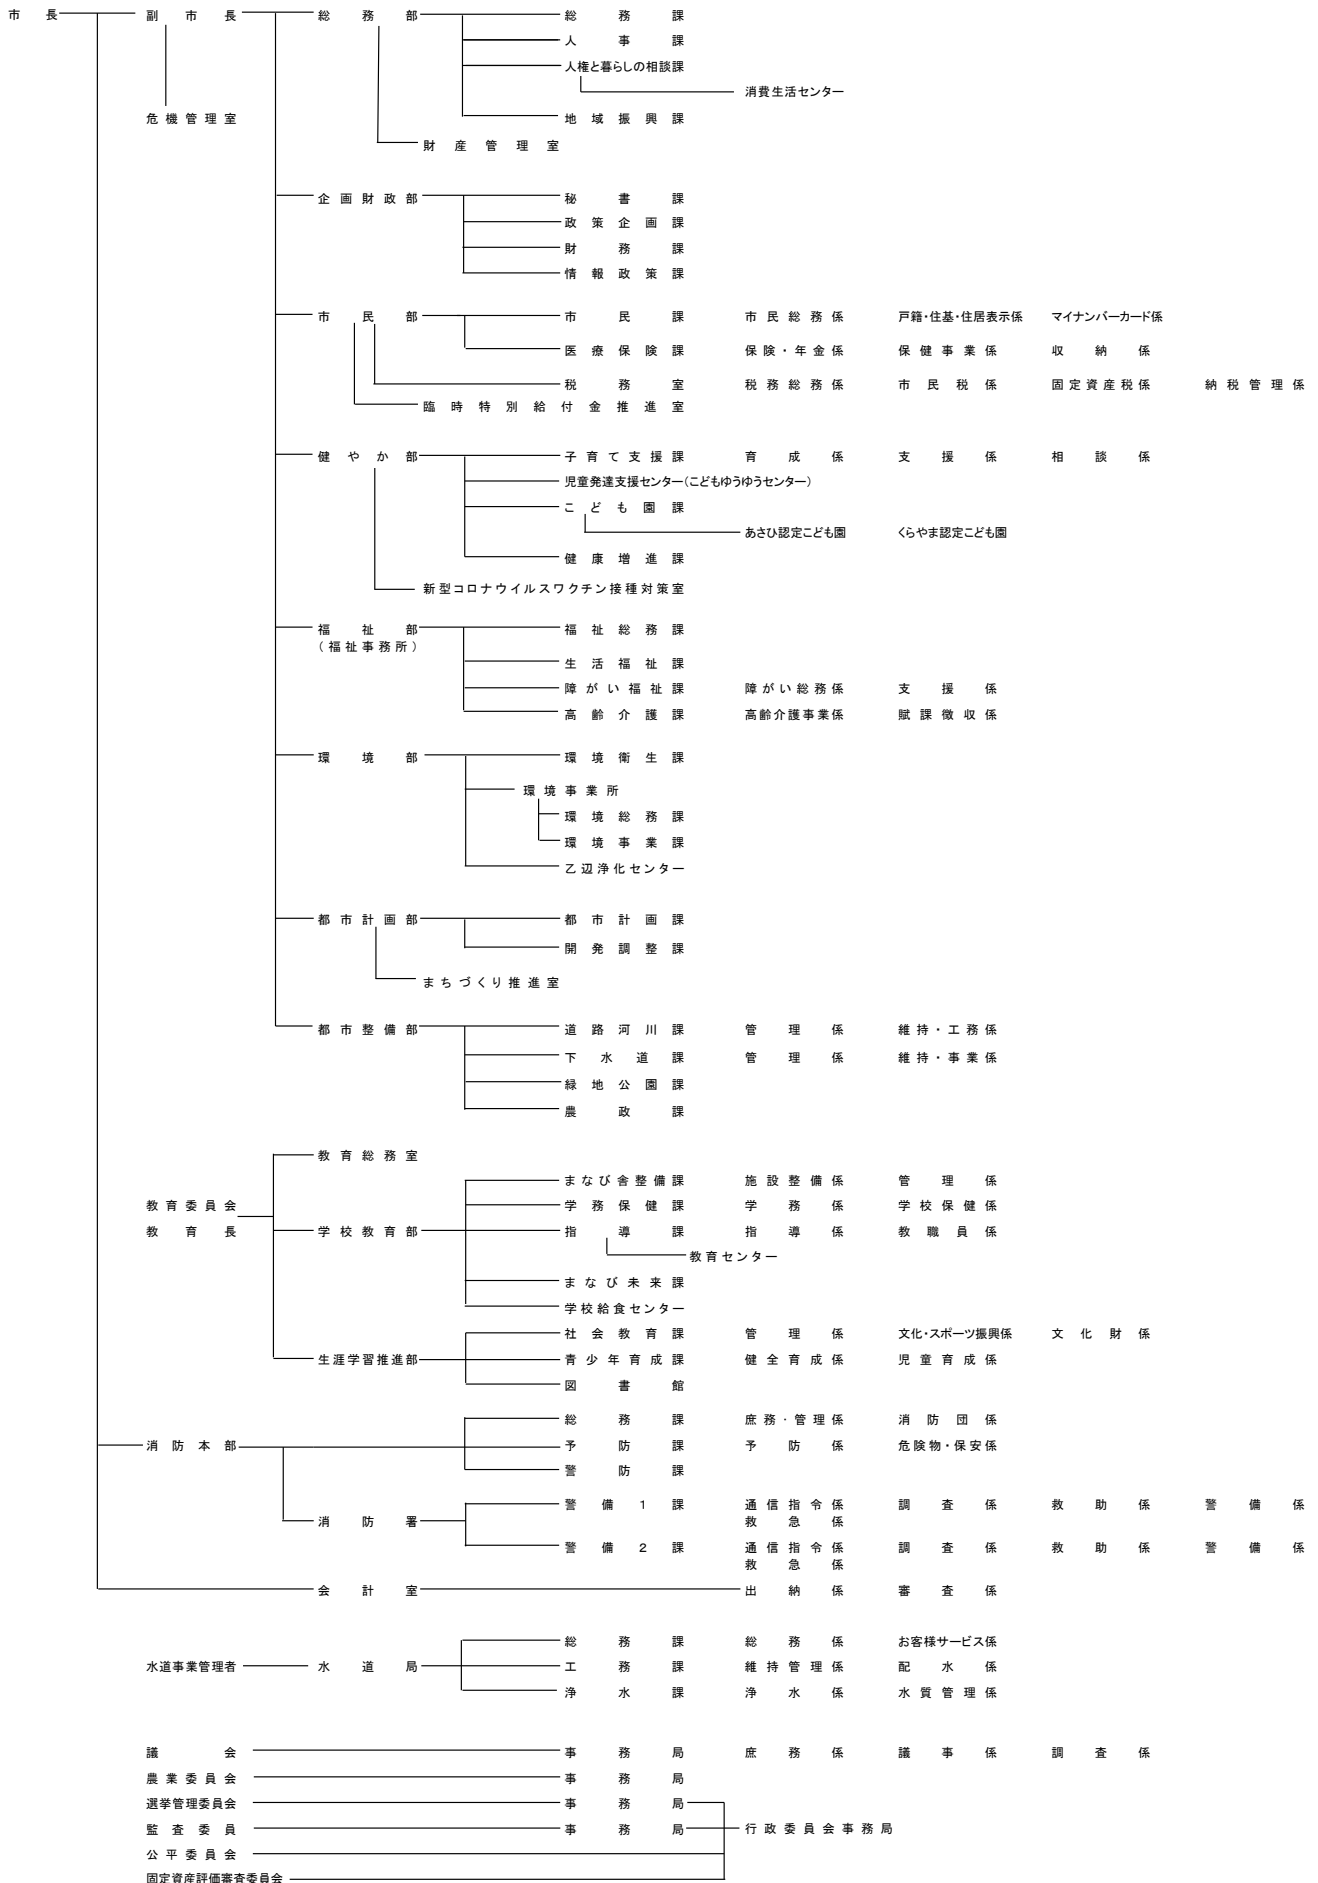 市長 副市長 総務部 総務課
人事課
人権と暮らしの相談課
消費生活センター
危機管理室 地域振興課
財産管理室
企画財政部 秘書課
政策企画課
財務課
情報政策課
市民部 市民課 市民総務係 戸籍・住基・住居表示係 マイナンバーカード係
医療保険課 保険・年金係 保健事業係 収納係
税務室 税務総務係 市民税係 固定資産税係 納税管理係
臨時特別給付金推進室
健やか部 子育て支援課 育成係 支援係 相談係
児童発達支援センター(こどもゆうゆうセンター)
こども園課
あさひ認定こども園 くらやま認定こども園
健康増進課
新型コロナウイルスワクチン接種対策室
福祉部 福祉総務課
(福祉事務所)
生活福祉課
障がい福祉課 障がい総務係 支援係
高齢介護課 高齢介護事業係 賦課徴収係
環境部 環境衛生課
環境事業所
環境総務課
環境事業課
乙辺浄化センター
都市計画部 都市計画課
開発調整課
まちづくり推進室
都市整備部 道路河川課 管理係 維持・工務係
下水道課 管理係 維持・事業係
緑地公園課
農政課
教育総務室
まなび舎整備課 施設整備係 管理係
教育委員会 学務保健課 学務係 学校保健係
教育長 学校教育部 指導課 指導係 教職員係
教育センター
まなび未来課
学校給食センター
社会教育課 管理係 文化・スポーツ振興係 文化財係
生涯学習推進部 青少年育成課 健全育成係 児童育成係
図書館
総務課 庶務・管理係 消防団係
消防本部 予防課 予防係 危険物・保安係
警防課
警備1課 通信指令係 調査係 救助係 警備係
消防署 救急係
警備2課 通信指令係 調査係 救助係 警備係
救急係
会計室 出納係 審査係
総務課 総務係 お客様サービス係
水道事業管理者 水道局 工務課 維持管理係 配水係
浄水課 浄水係 水質管理係
議会 事務局 庶務係 議事係 調査係
農業委員会 事務局
選挙管理委員会 事務局
監査委員 事務局 行政委員会事務局
公平委員会
固定資産評価審査委員会